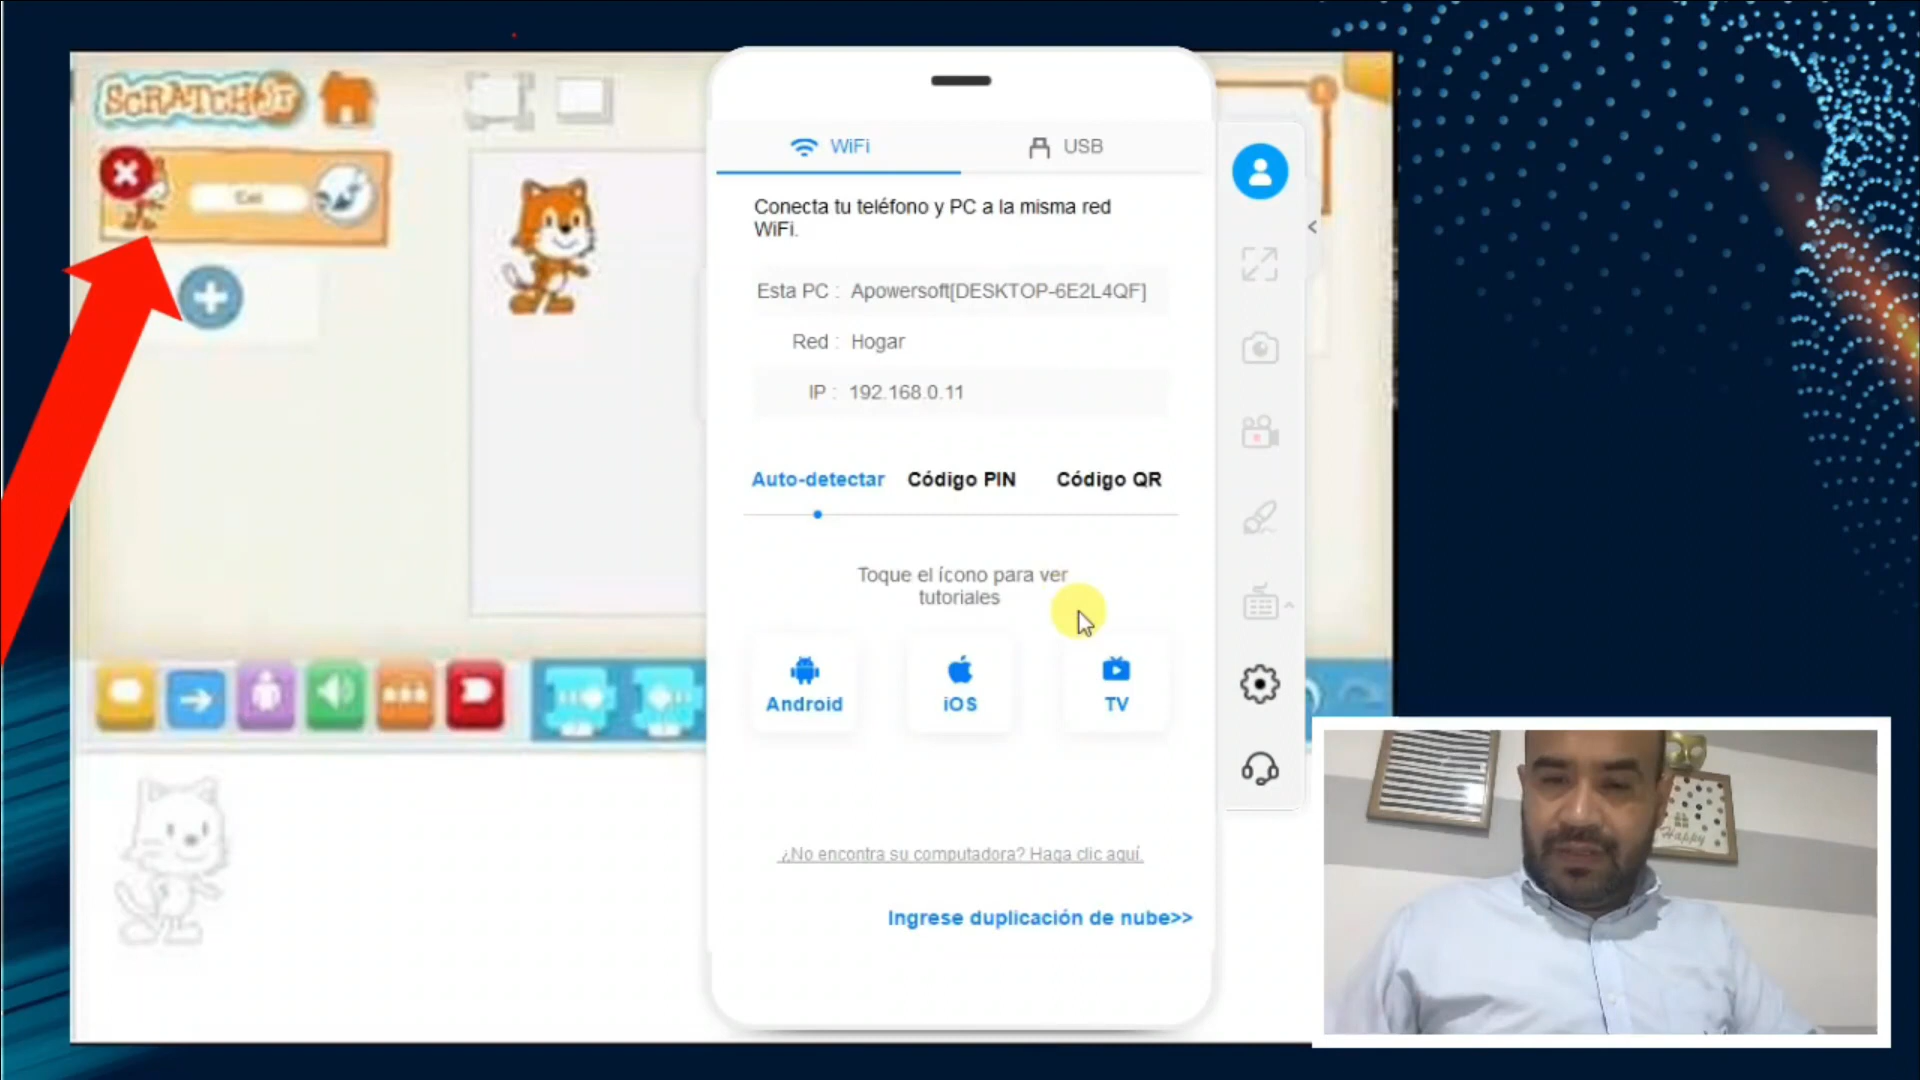 SCRATCHJr
Cat
WiFi
USB
Conecta tu teléfono y PC a la misma red
WiFi.
Esta PC : Apowersoft[DESKTOP-6E2L4QF]
Red : Hogar
IP : 192.168.0.11
Auto-detectar
Código PIN
Código QR
Toque el ícono para ver
tutoriales
Android
iOS
TV
¿No encontra su computadora? Haga clic aquí.
Ingrese duplicación de nube>>
Happy